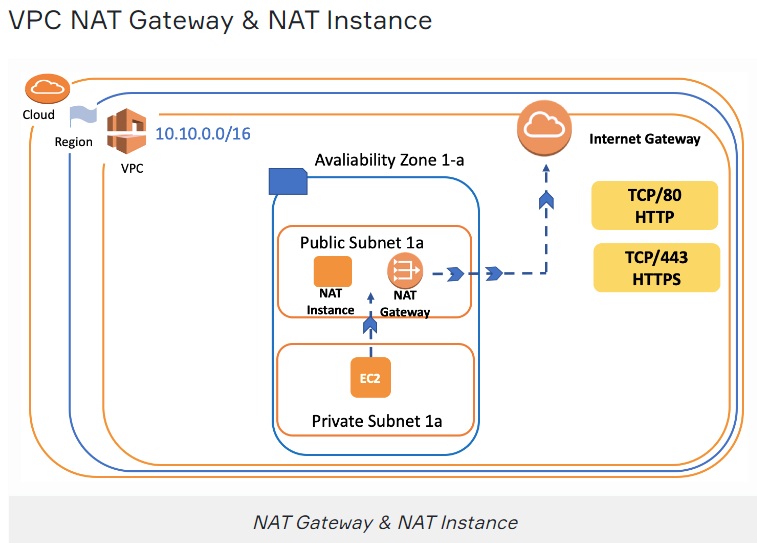 VPC NAT Gateway & NAT Instance
Cloud
Region
VPC
10.10.0.0/16
Internet Gateway
Avaliability Zone 1-a
TCP/80
HTTP
TCP/443
HTTPS
Public Subnet 1a
NAT
Instance
NAT
Gateway
EC2
Private Subnet 1a
NAT Gateway & NAT Instance